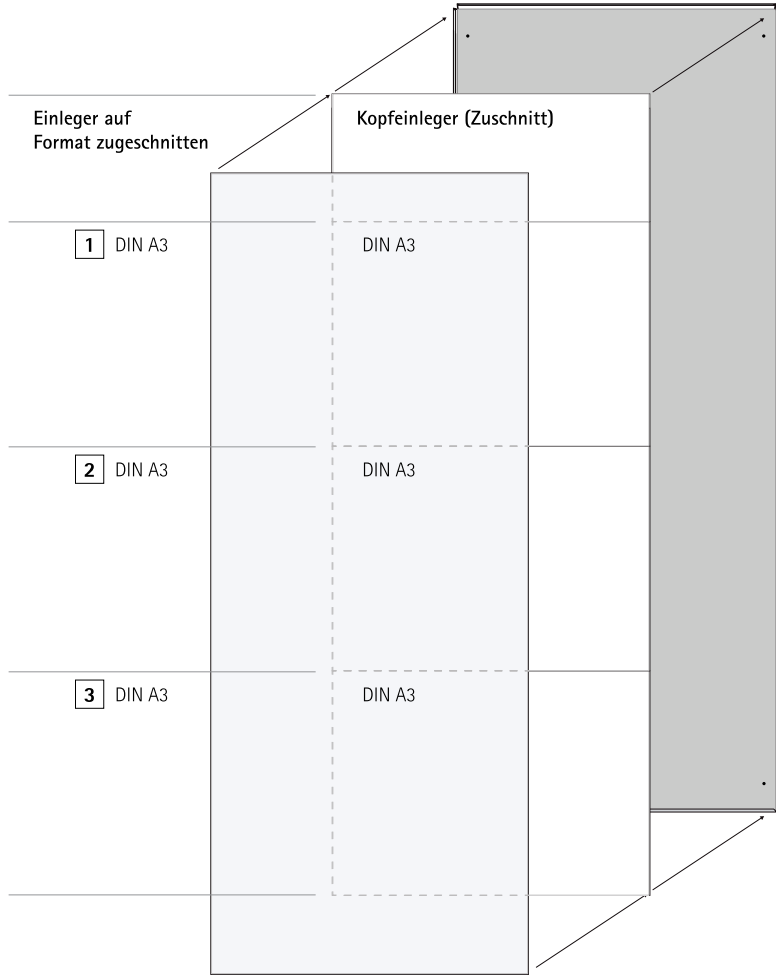 Einleger auf
Format zugeschnitten
Kopfeinleger (Zuschnitt)
1 DIN A3
DIN A3
2 DIN A3
DIN A3
3 DIN A3
DIN A3